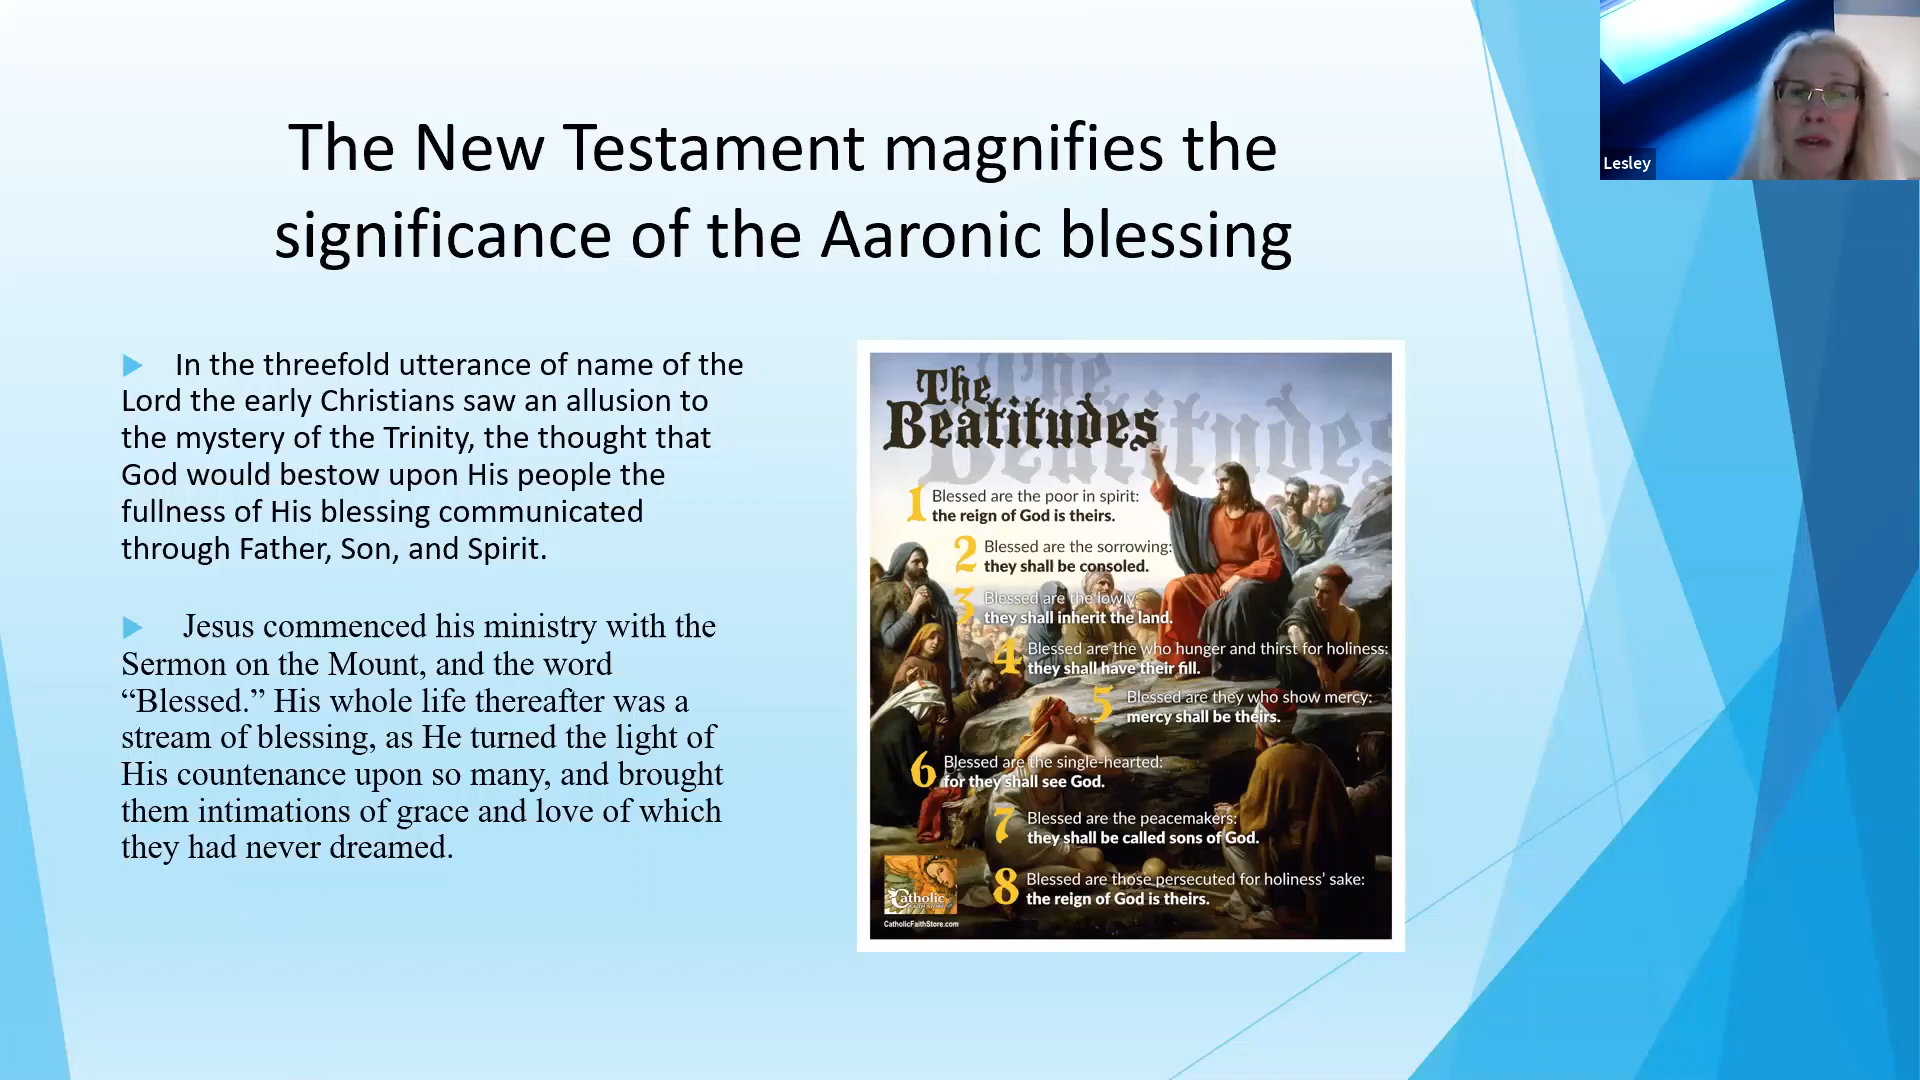 The New Testament magnifies the
significance of the Aaronic blessing
In the threefold utterance of name of the
Lord the early Christians saw an allusion to
the mystery of the Trinity, the thought that
God would bestow upon His people the
fullness of His blessing communicated
through Father, Son, and Spirit.
Jesus commenced his ministry with the
Sermon on the Mount, and the word
“Blessed.” His whole life thereafter was a
stream of blessing, as He turned the light of
His countenance upon so many, and brought
them intimations of grace and love of which
they had never dreamed.
The
Beatitudes
The
Beatitudes
1 Blessed are the poor in spirit:
the reign of God is theirs.
2 Blessed are the sorrowing:
they shall be consoled.
3 Blessed are the lowly:
they shall inherit the land.
4 Blessed are the who hunger and thirst for holiness:
they shall have their fill.
5 Blessed are they who show mercy:
mercy shall be theirs.
6 Blessed are the single-hearted:
for they shall see God.
7 Blessed are the peacemakers:
they shall be called sons of God.
8 Blessed are those persecuted for holiness’ sake:
the reign of God is theirs.
Catholic
CatholicFaithStore.com
Lesley